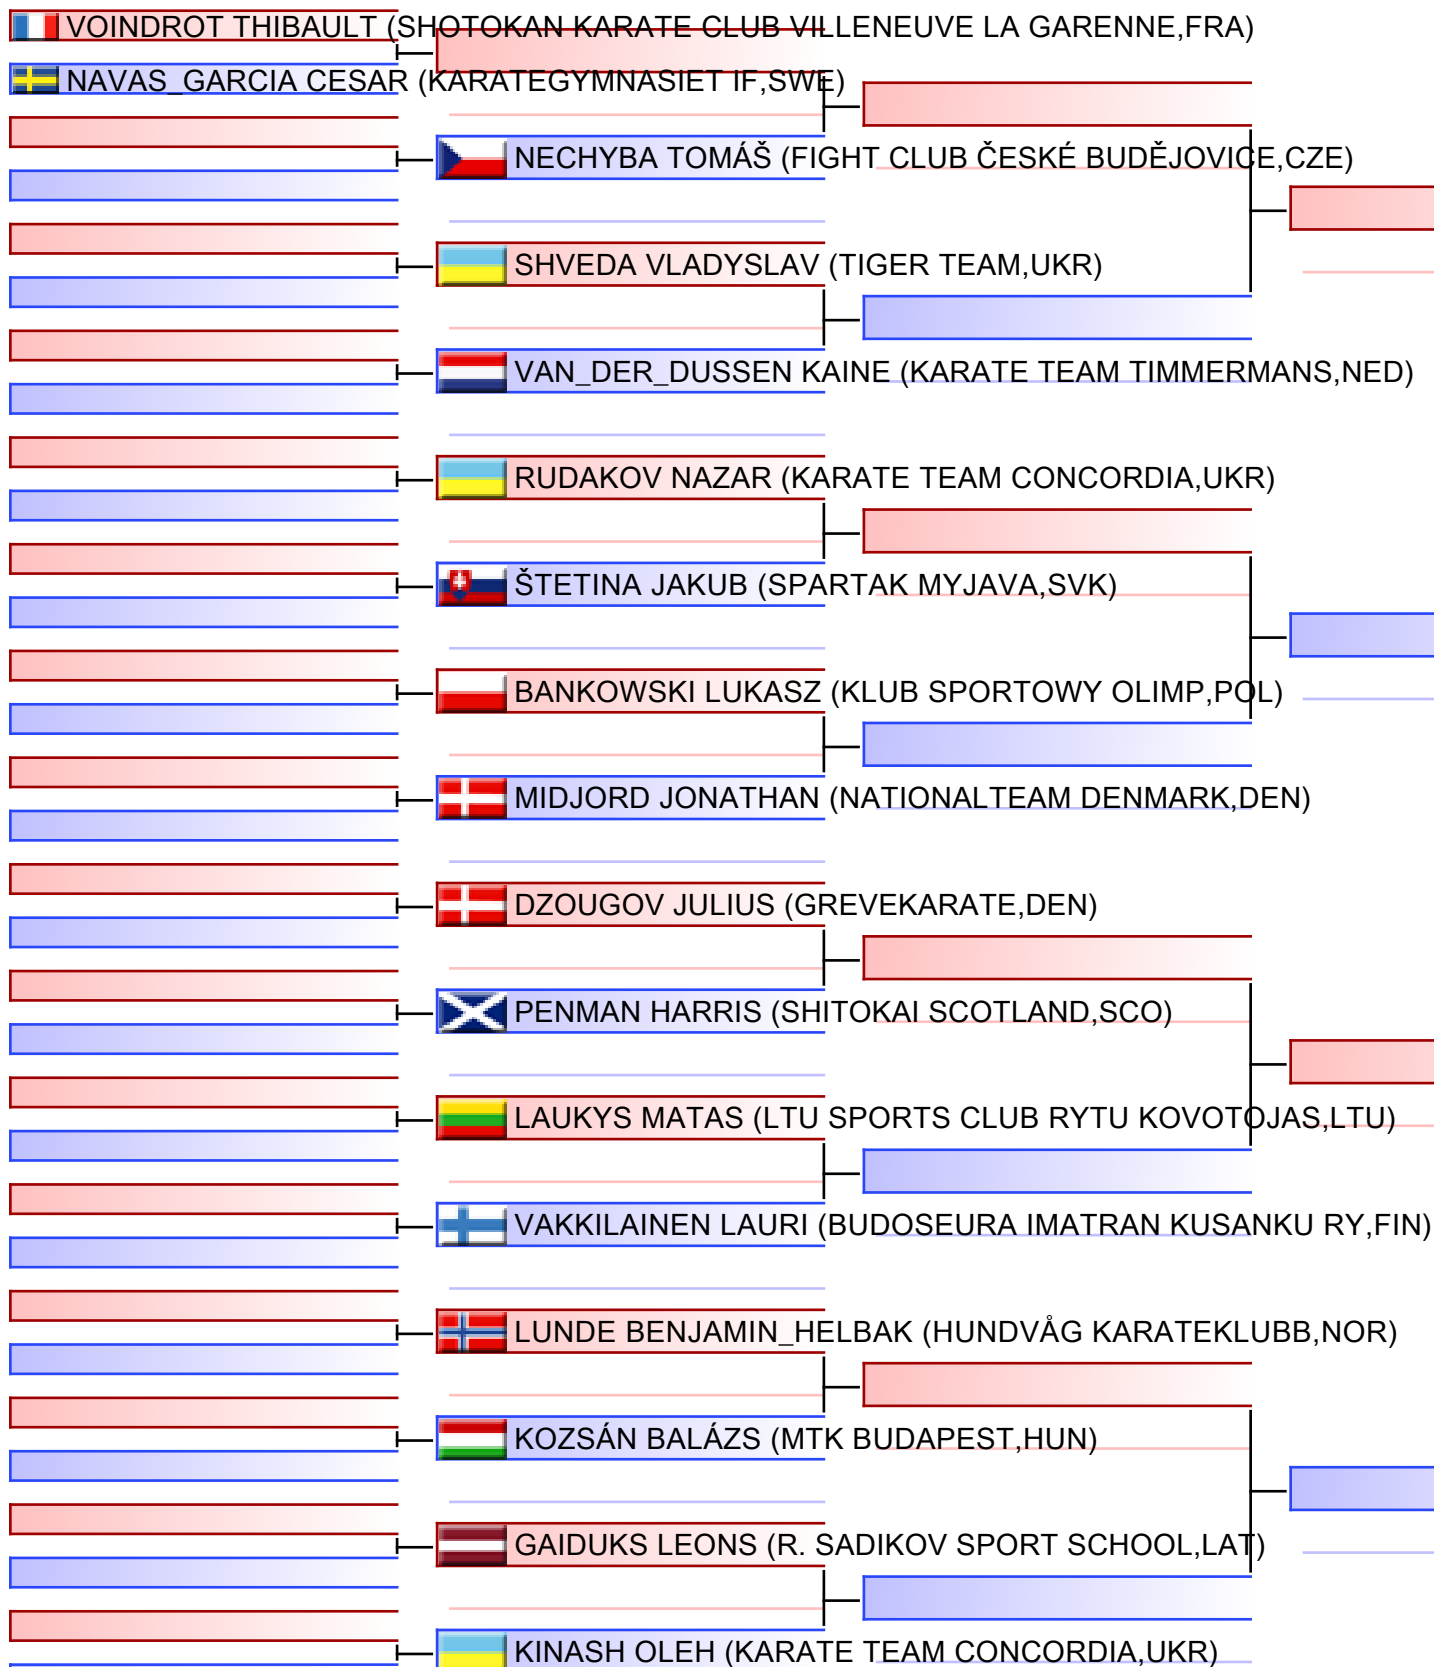 VOINDROT THIBAULT (SHOTOKAN KARATE CLUB VILLENEUVE LA GARENNE,FRA)
NAVAS_GARCIA CESAR (KARATEGYMNASIET IF,SWE)
NECHYBA TOMÁŠ (FIGHT CLUB ČESKÉ BUDĚJOVICE,CZE)
SHVEDA VLADYSLAV (TIGER TEAM,UKR)
VAN_DER_DUSSEN KAINE (KARATE TEAM TIMMERMANS,NED)
RUDAKOV NAZAR (KARATE TEAM CONCORDIA,UKR)
ŠTETINA JAKUB (SPARTAK MYJAVA,SVK)
BANKOWSKI LUKASZ (KLUB SPORTOWY OLIMP,POL)
MIDJORD JONATHAN (NATIONALTEAM DENMARK,DEN)
DZOUGOV JULIUS (GREVEKARATE,DEN)
PENMAN HARRIS (SHITOKAI SCOTLAND,SCO)
LAUKYS MATAS (LTU SPORTS CLUB RYTU KOVOTOJAS,LTU)
VAKKILAINEN LAURI (BUDOSEURA IMATRAN KUSANKU RY,FIN)
LUNDE BENJAMIN_HELBAK (HUNDVÅG KARATEKLUBB,NOR)
KOZSÁN BALÁZS (MTK BUDAPEST,HUN)
GAIDUKS LEONS (R. SADIKOV SPORT SCHOOL,LAT)
KINASH OLEH (KARATE TEAM CONCORDIA,UKR)